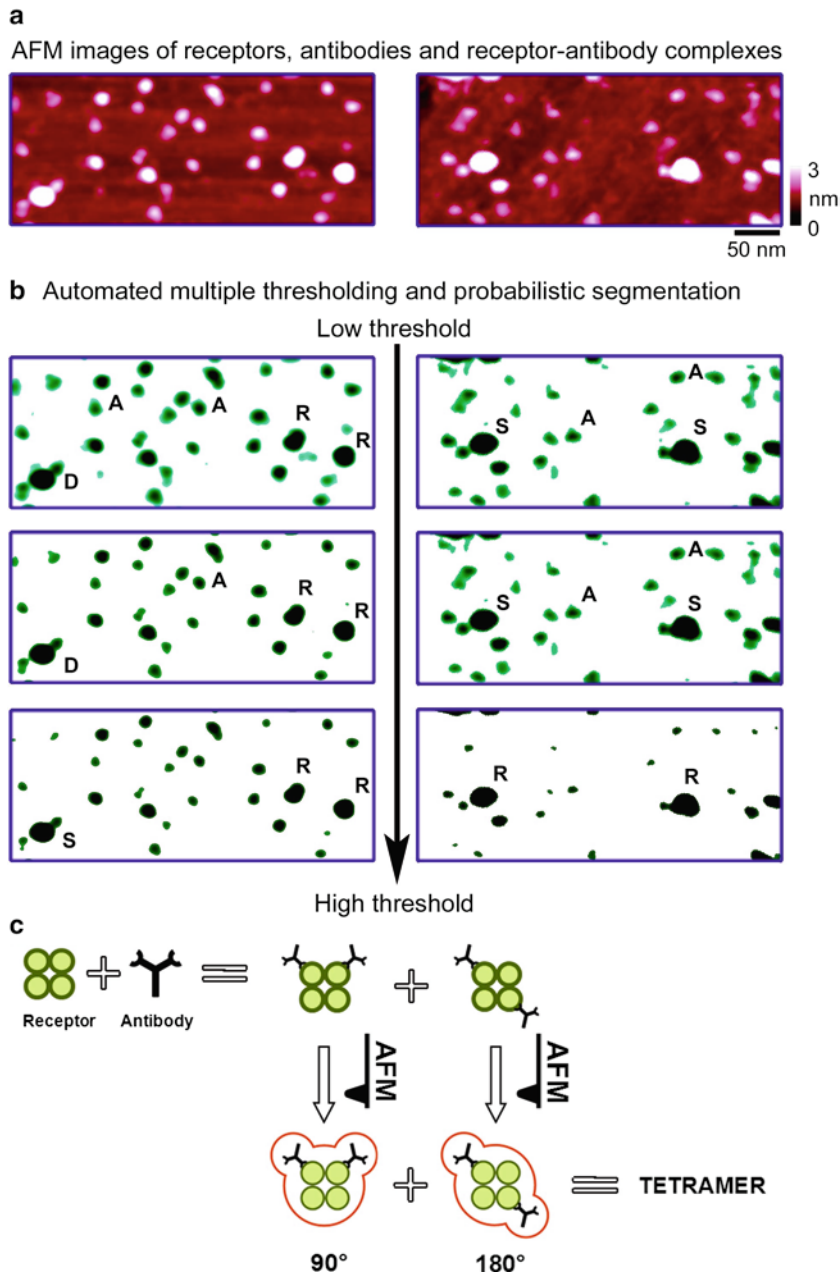 a
AFM images of receptors, antibodies and receptor-antibody complexes
3
nm
0
50 nm
b Automated multiple thresholding and probabilistic segmentation
Low threshold
A A R R D
A S A S
A R R D
A S A S
R R S
R R
High threshold
c
Receptor Antibody
AFM AFM
TETRAMER
90° 180°